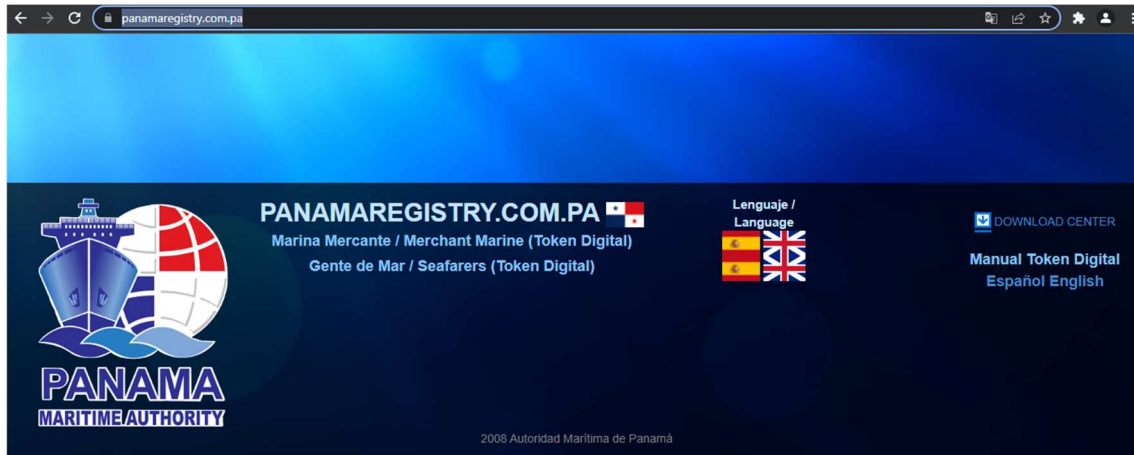 panamaregistry.com.pa
PANAMAREGISTRY.COM.PA
Marina Mercante / Merchant Marine (Token Digital)
Gente de Mar / Seafarers (Token Digital)
Lenguaje /
Language
DOWNLOAD CENTER
Manual Token Digital
Español English
PANAMA
MARITIME AUTHORITY
2008 Autoridad Marítima de Panamá